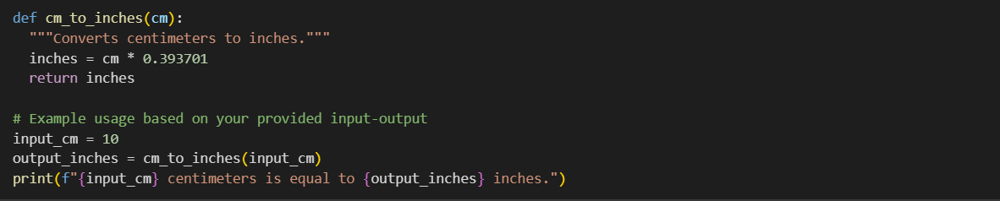 def cm_to_inches(cm):
  """Converts centimeters to inches."""
  inches = cm * 0.393701
  return inches

# Example usage based on your provided input-output
input_cm = 10
output_inches = cm_to_inches(input_cm)
print(f"{input_cm} centimeters is equal to {output_inches} inches.")